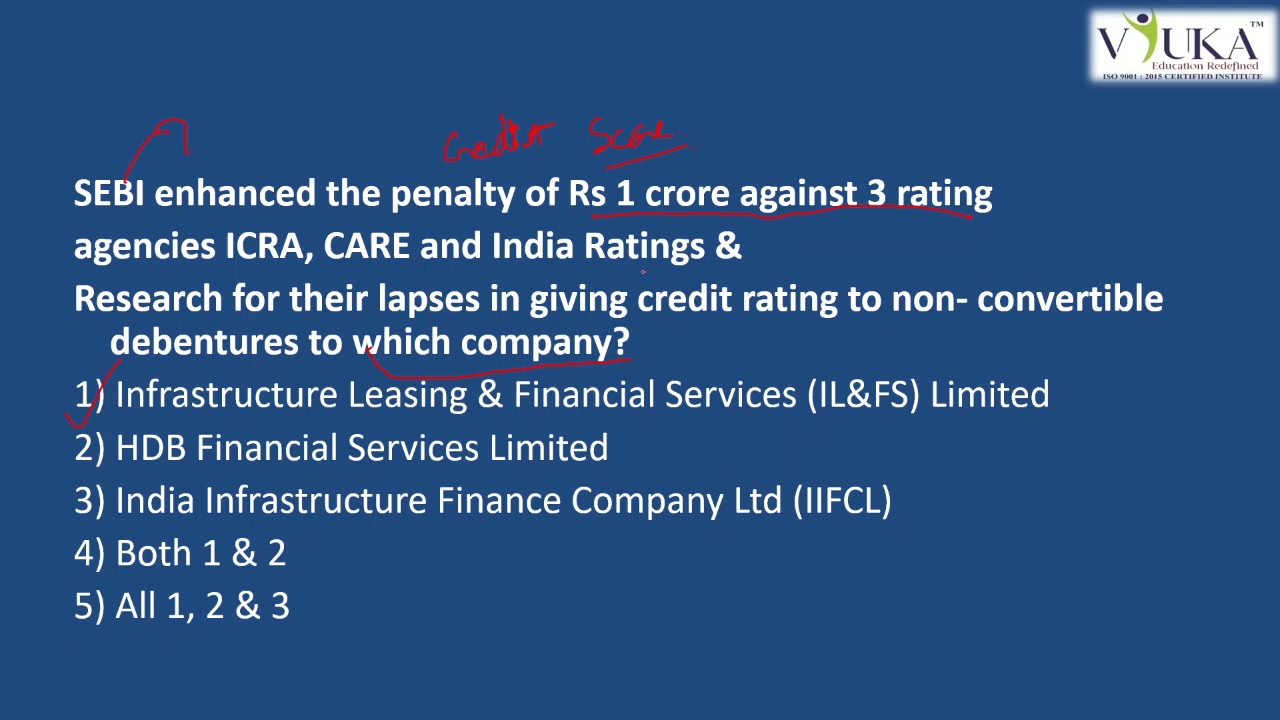 VYUKA™
Education Redefined
ISO 9001 : 2015 CERTIFIED INSTITUTE
Credit Score
SEBI enhanced the penalty of Rs 1 crore against 3 rating
agencies ICRA, CARE and India Ratings &
Research for their lapses in giving credit rating to non- convertible
debentures to which company?
1) Infrastructure Leasing & Financial Services (IL&FS) Limited
2) HDB Financial Services Limited
3) India Infrastructure Finance Company Ltd (IIFCL)
4) Both 1 & 2
5) All 1, 2 & 3